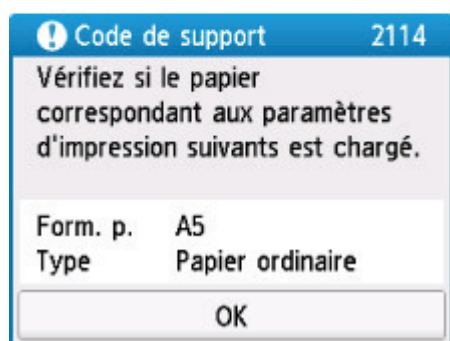 Code de support 2114
Vérifiez si le papier
correspondant aux paramètres
d'impression suivants est chargé.
Form. p. A5
Type Papier ordinaire
OK